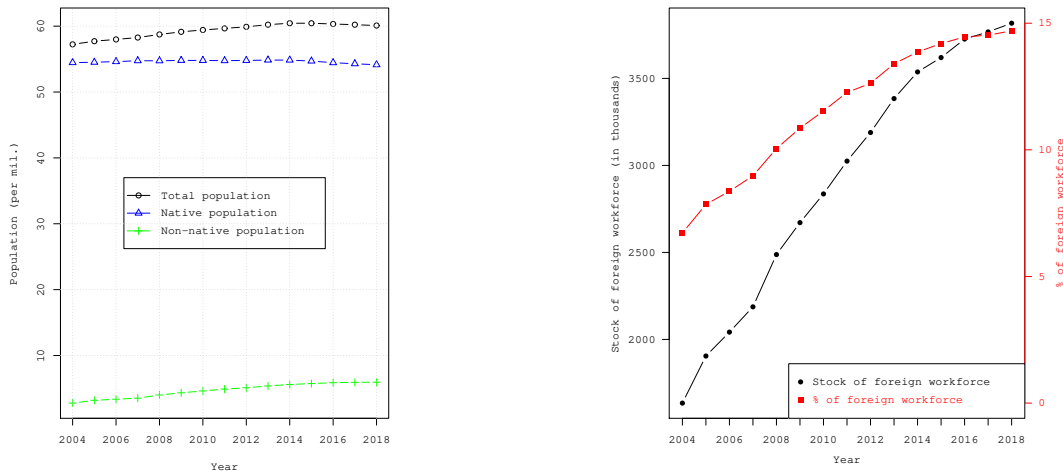 60
50
40
30
20
10
Population (per mil.)
Total population
Native population
Non-native population
2004 2006 2008 2010 2012 2014 2016 2018
Year
3500
3000
2500
2000
Stock of foreign workforce (in thousands)
15
10
5
0
% of foreign workforce
Stock of foreign workforce
% of foreign workforce
2004 2006 2008 2010 2012 2014 2016 2018
Year